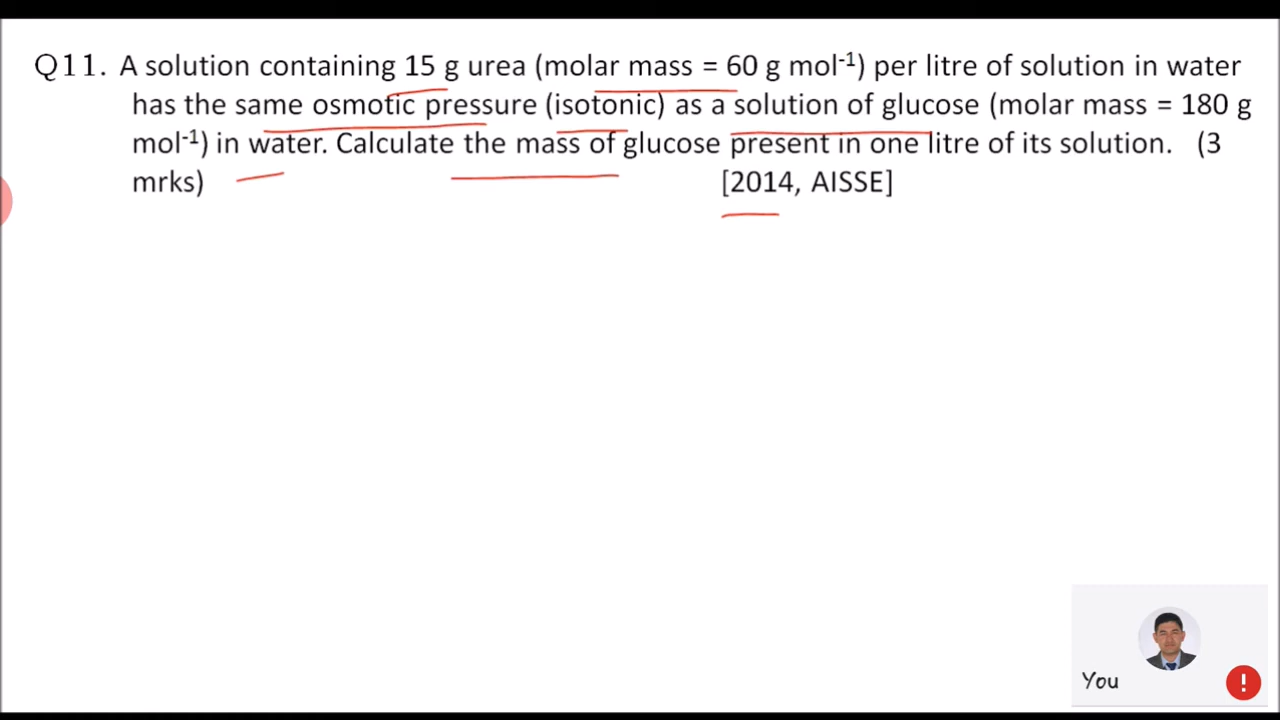 Q11. A solution containing 15 g urea (molar mass = 60 g mol⁻¹) per litre of solution in water
has the same osmotic pressure (isotonic) as a solution of glucose (molar mass = 180 g
mol⁻¹) in water. Calculate the mass of glucose present in one litre of its solution. (3
mrks) [2014, AISSE]
You
!